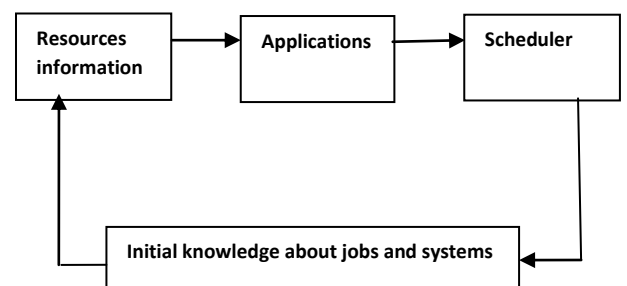 Resources
information
Applications
Scheduler
Initial knowledge about jobs and systems